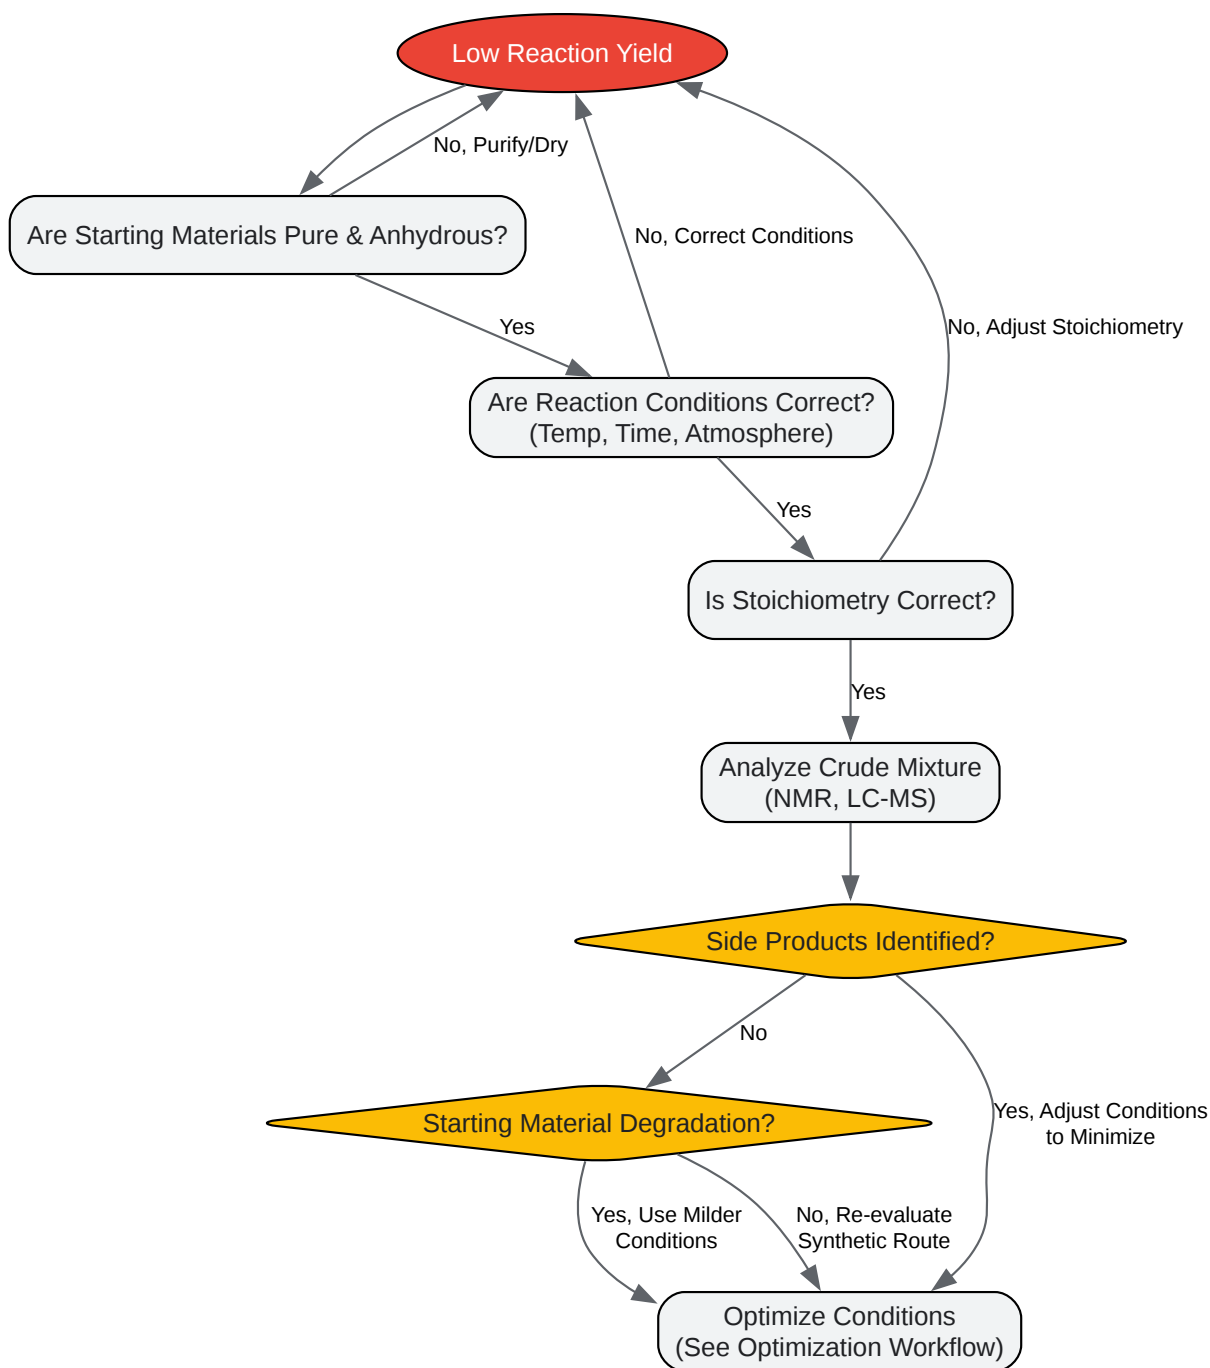 Low Reaction Yield
No, Purify/Dry
Are Starting Materials Pure & Anhydrous?
No, Correct Conditions
Yes
No, Adjust Stoichiometry
Are Reaction Conditions Correct?
(Temp, Time, Atmosphere)
Yes
Is Stoichiometry Correct?
Yes
Analyze Crude Mixture
(NMR, LC-MS)
Side Products Identified?
No
Yes, Adjust Conditions
to Minimize
Starting Material Degradation?
Yes, Use Milder
Conditions
No, Re-evaluate
Synthetic Route
Optimize Conditions
(See Optimization Workflow)